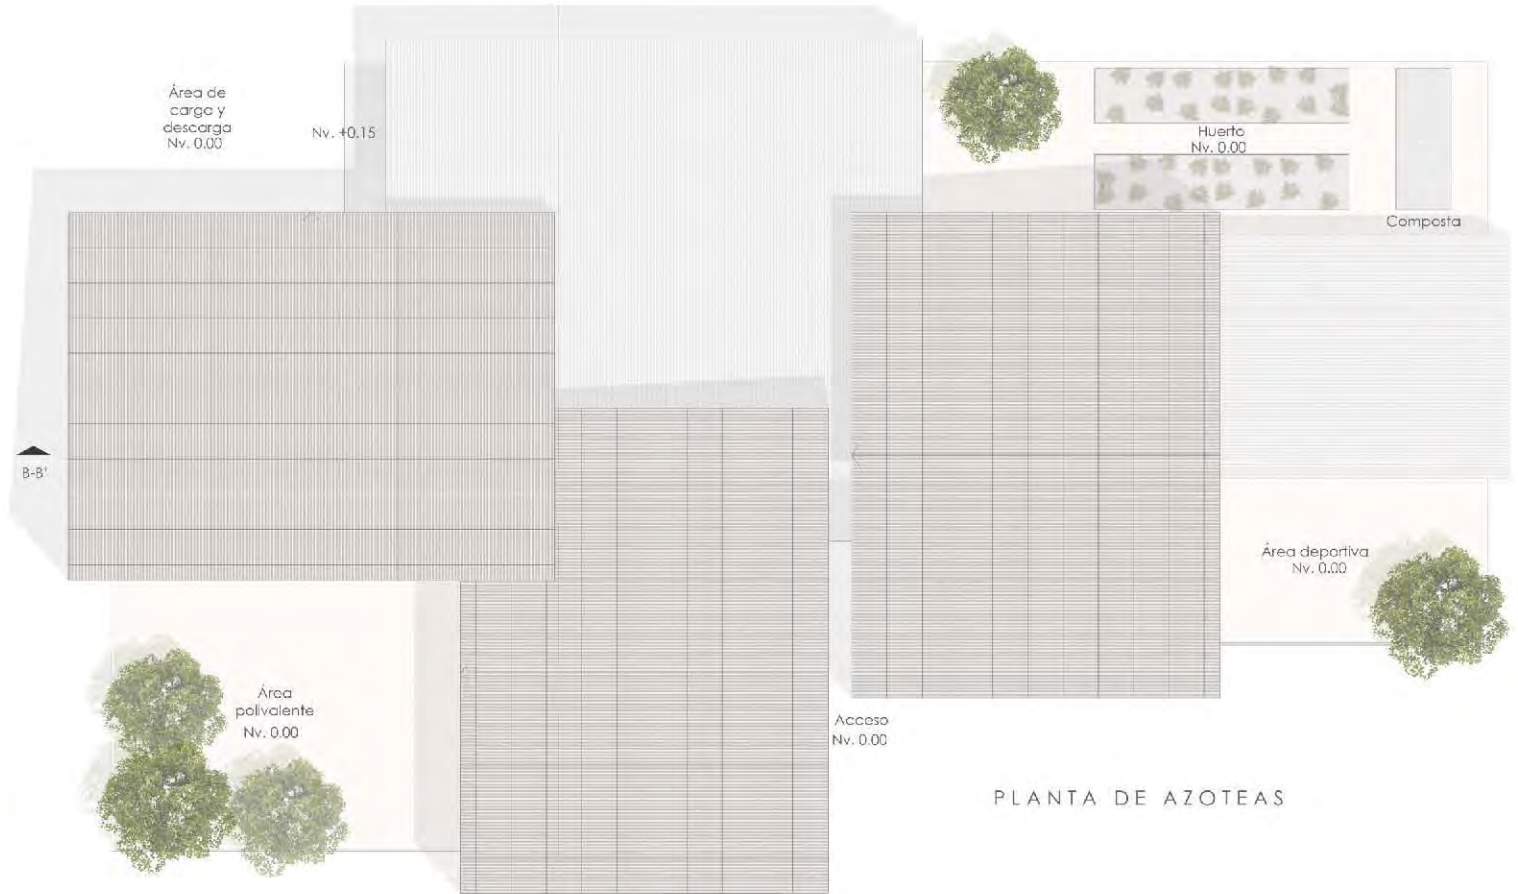 Área de
carga y
descarga
Nv. 0.00
Nv. +0.15
Huerto
Nv. 0.00
Composta
B-B'
Área deportiva
Nv. 0.00
Área
polivalente
Nv. 0.00
Acceso
Nv. 0.00
PLANTA DE AZOTEAS